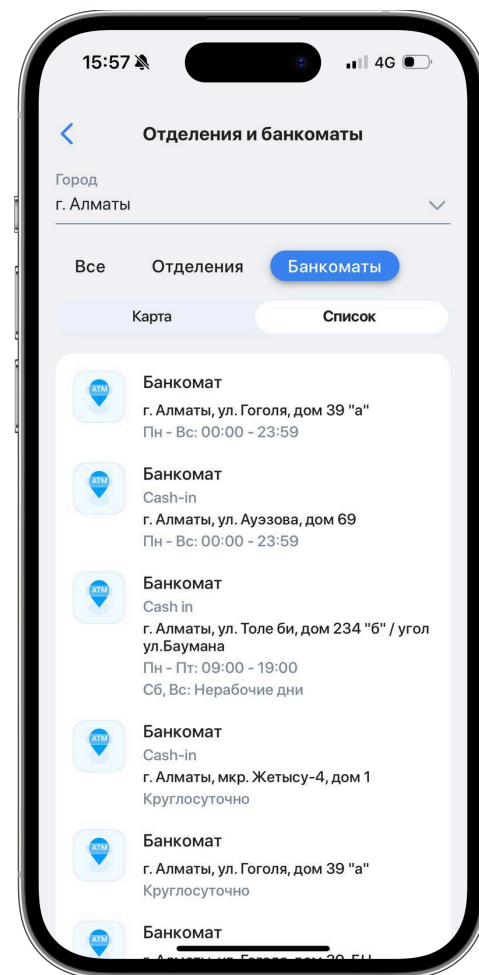 15:57
4G
Отделения и банкоматы
Город
г. Алматы
Все Отделения Банкоматы
Карта Список
ATM
Банкомат
г. Алматы, ул. Гоголя, дом 39 "а"
Пн - Вс: 00:00 - 23:59
ATM
Банкомат
Cash-in
г. Алматы, ул. Ауэзова, дом 69
Пн - Вс: 00:00 - 23:59
ATM
Банкомат
Cash in
г. Алматы, ул. Толе би, дом 234 "б" / угол
ул.Баумана
Пн - Пт: 09:00 - 19:00
Сб, Вс: Нерабочие дни
ATM
Банкомат
Cash-in
г. Алматы, мкр. Жетысу-4, дом 1
Круглосуточно
ATM
Банкомат
г. Алматы, ул. Гоголя, дом 39 "а"
Круглосуточно
ATM
Банкомат